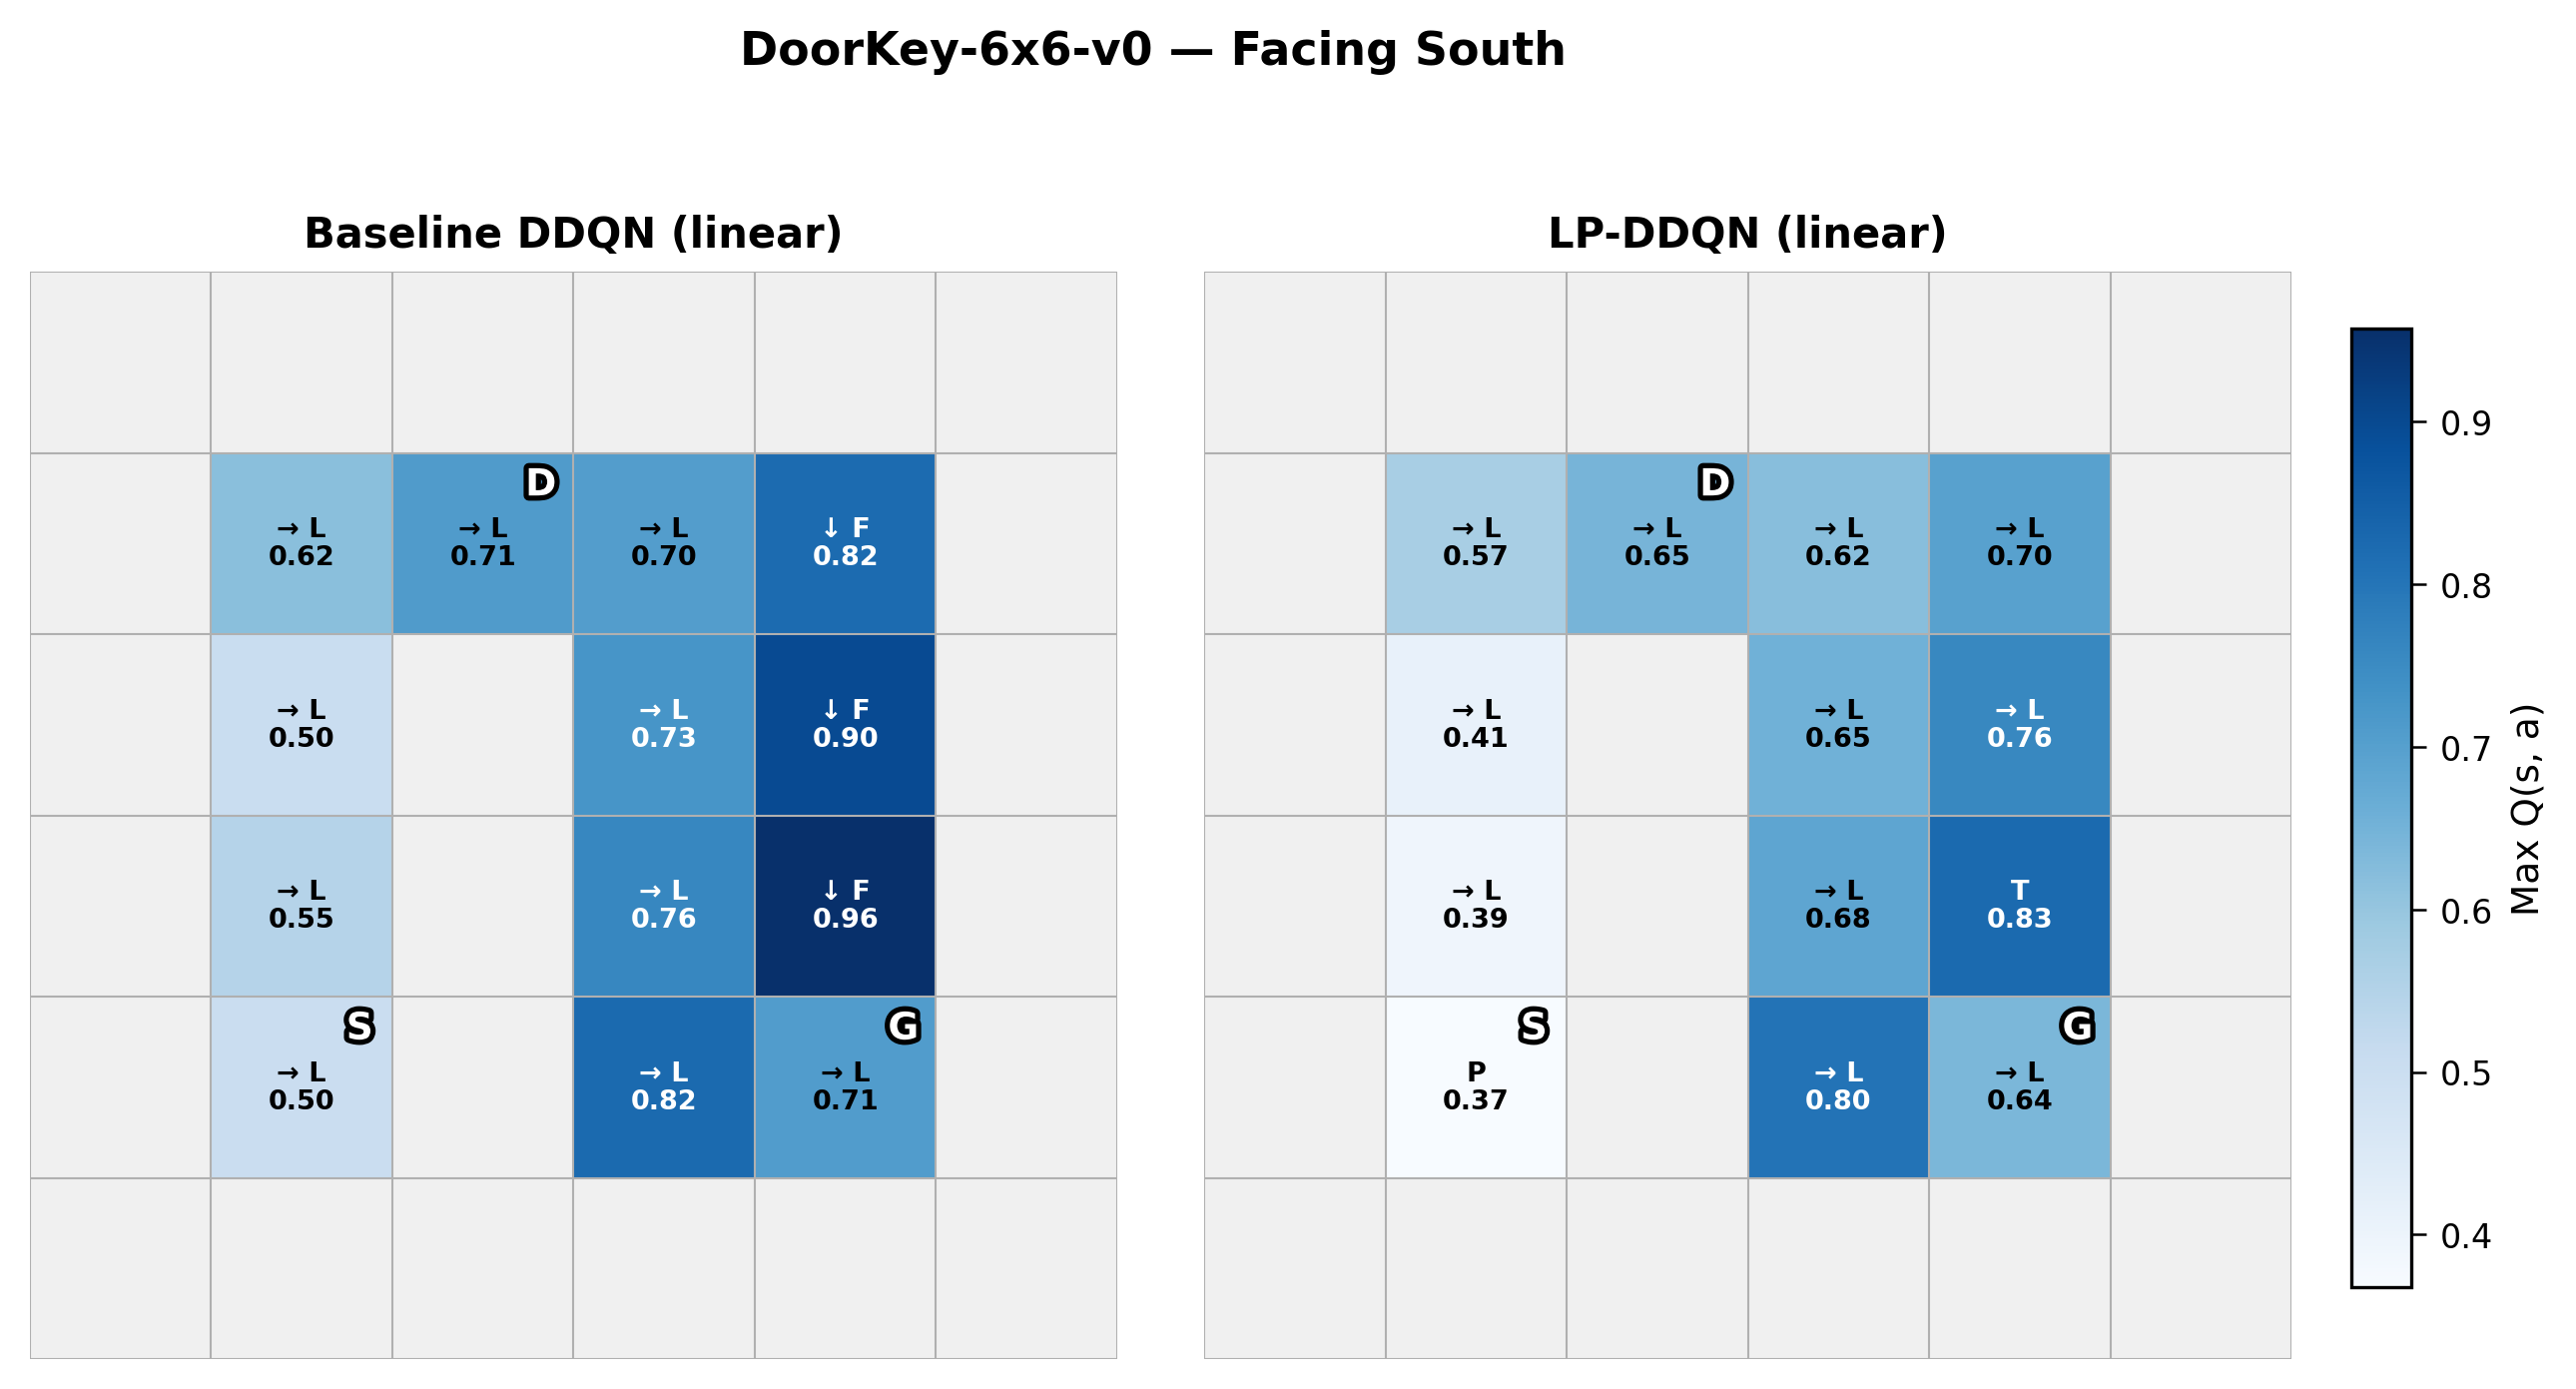 DoorKey-6x6-v0 — Facing South
Baseline DDQN (linear)
D
→ L
0.62
→ L
0.71
→ L
0.70
↓ F
0.82
→ L
0.50
→ L
0.73
↓ F
0.90
→ L
0.55
→ L
0.76
↓ F
0.96
S
G
→ L
0.50
→ L
0.82
→ L
0.71
LP-DDQN (linear)
D
→ L
0.57
→ L
0.65
→ L
0.62
→ L
0.70
→ L
0.41
→ L
0.65
→ L
0.76
→ L
0.39
→ L
0.68
T
0.83
S
G
P
0.37
→ L
0.80
→ L
0.64
0.9
0.8
0.7
0.6
0.5
0.4
Max Q(s, a)